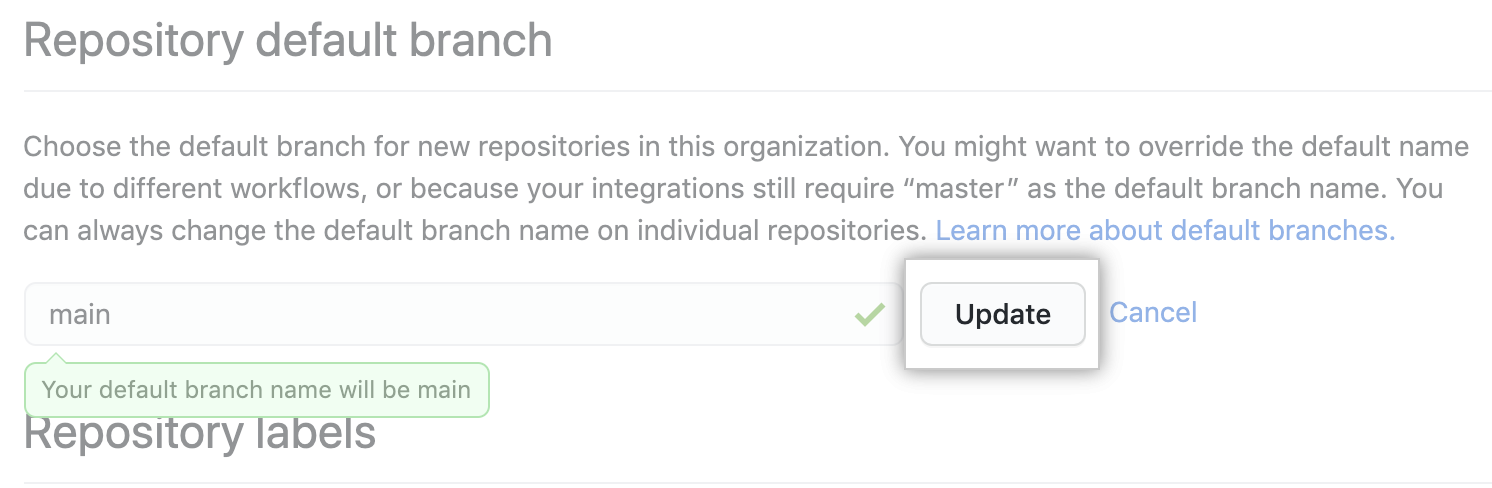 Repository default branch
Choose the default branch for new repositories in this organization. You might want to override the default name
due to different workflows, or because your integrations still require “master” as the default branch name. You
can always change the default branch name on individual repositories. Learn more about default branches.
main Update Cancel
Your default branch name will be main
Repository labels